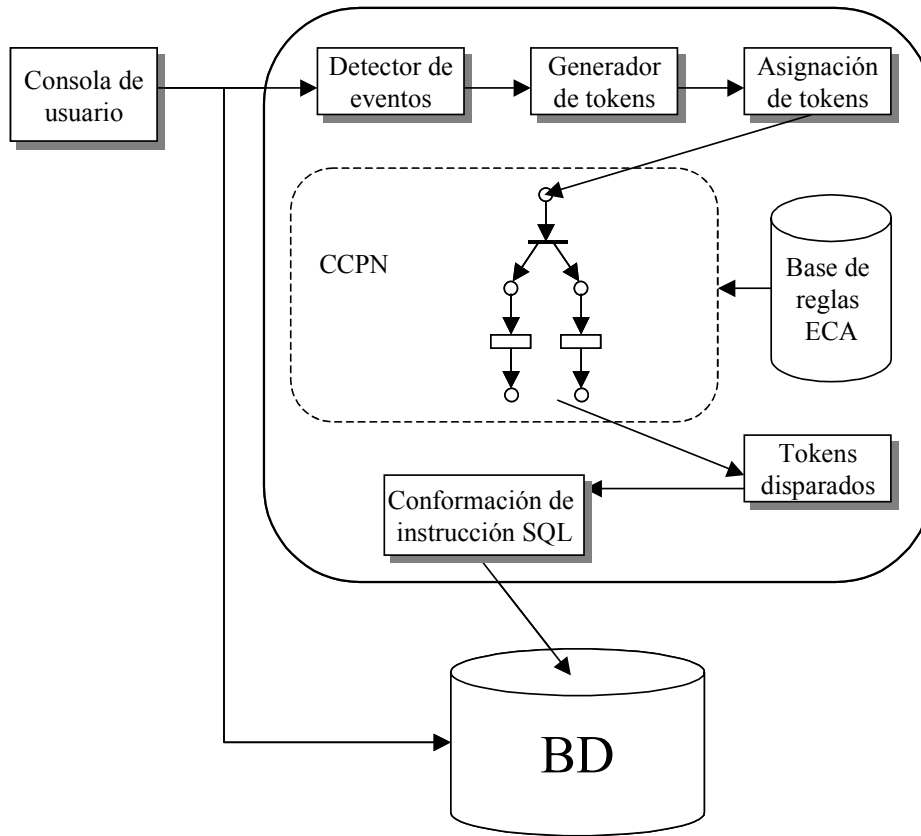 Consola de
usuario
Detector de
eventos
Generador
de tokens
Asignación
de tokens
CCPN
Base de
reglas
ECA
Tokens
disparados
Conformación de
instrucción SQL
BD